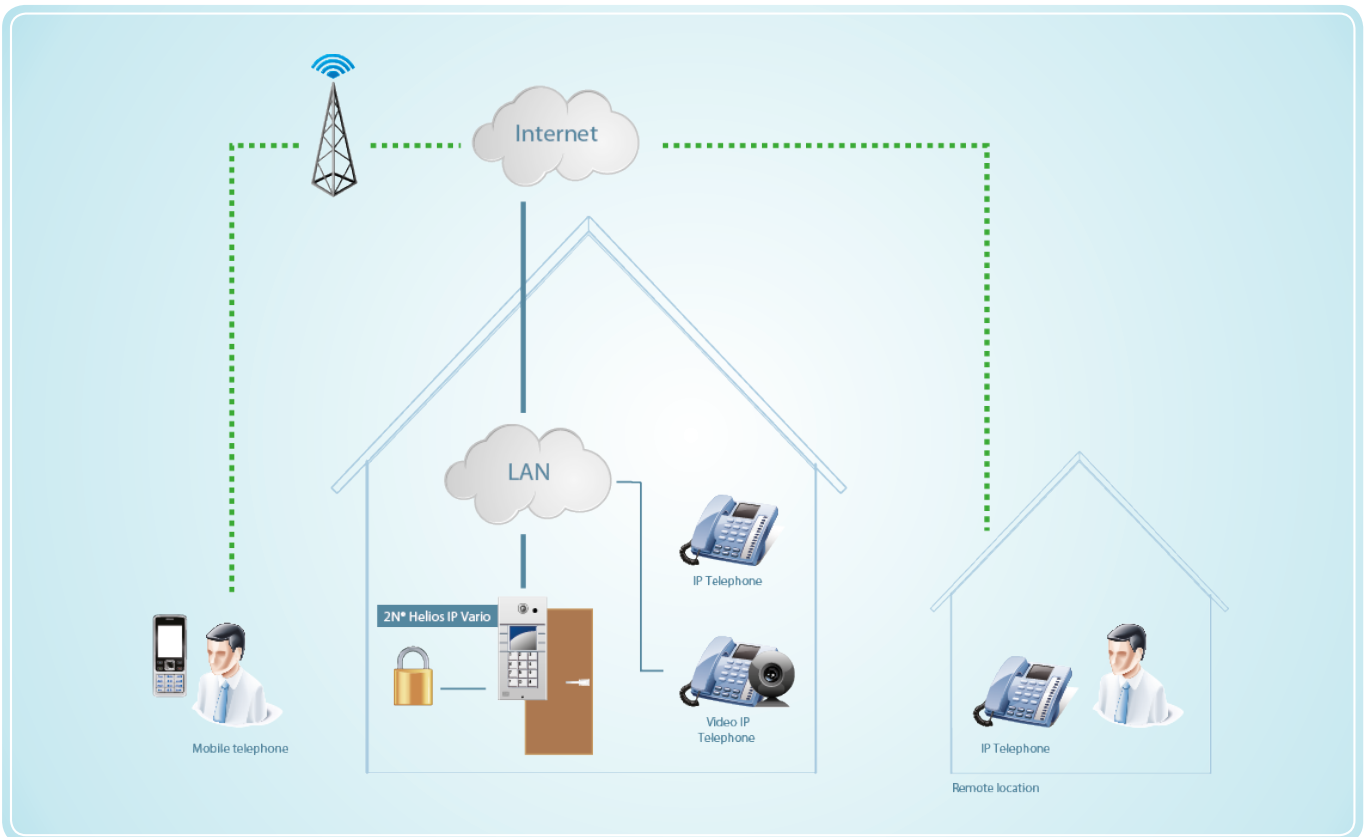 Internet
LAN
IP Telephone
2N® Helios IP Vario
Video IP
Telephone
Mobile telephone
IP Telephone
Remote location